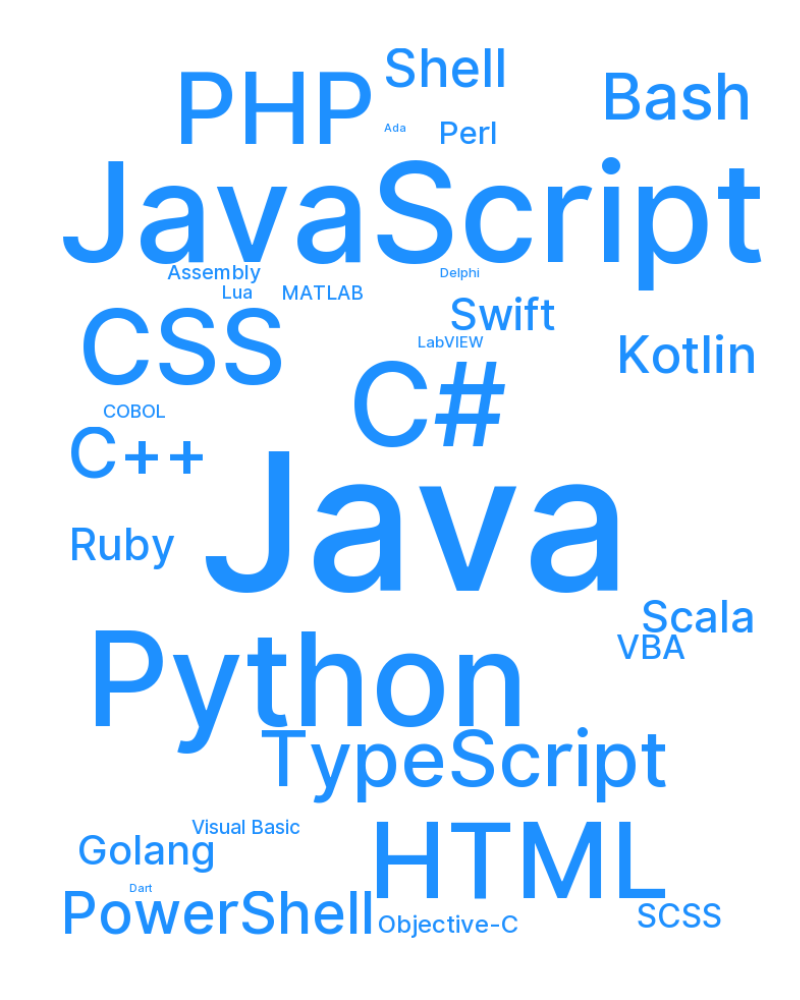 Shell
PHP
Bash
Ada
Perl
JavaScript
Assembly
Delphi
Lua
MATLAB
Swift
LabVIEW
CSS
Kotlin
C#
COBOL
C++
Java
Ruby
Scala
VBA
Python
TypeScript
Visual Basic
Golang
HTML
Dart
PowerShell
Objective-C
SCSS